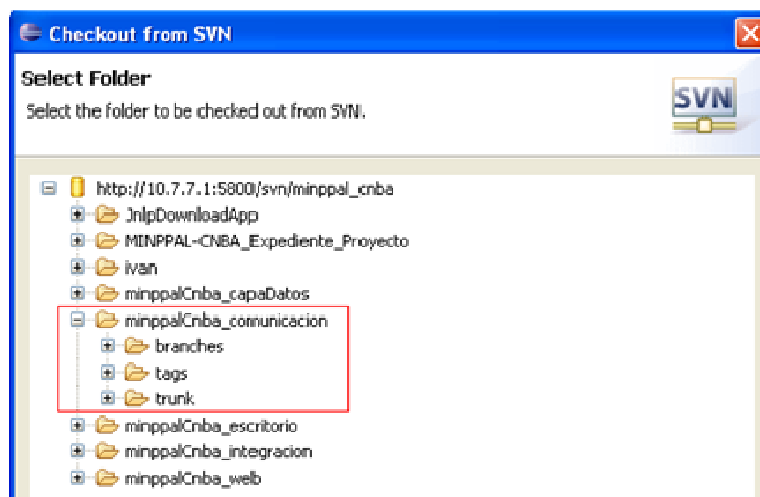 Checkout from SVN
Select Folder
Select the folder to be checked out from SVN.
SVN
http://10.7.7.1:5800/svn/minppal_cnba
JnlpDownloadApp
MINPPAL-CNBA_Expediente_Proyecto
ivan
minppalCnba_capaDatos
minppalCnba_comunicacion
branches
tags
trunk
minppalCnba_escritorio
minppalCnba_integracion
minppalCnba_web